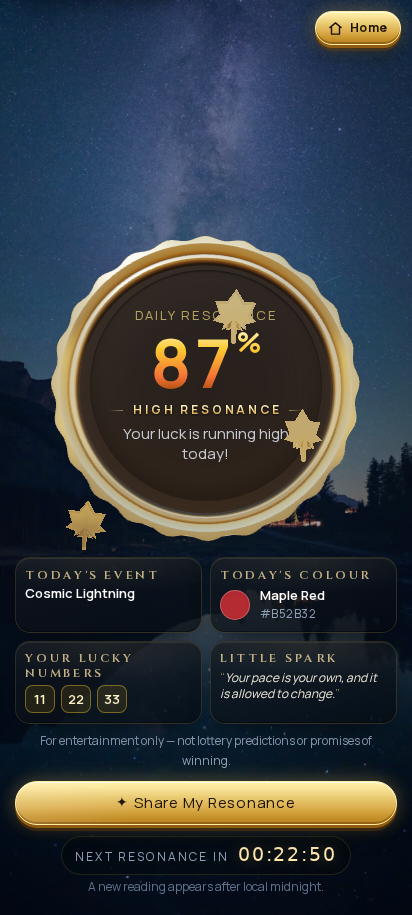 Home
DAILY RESONANCE
87%
HIGH RESONANCE
Your luck is running high
today!
TODAY'S EVENT
Cosmic Lightning
TODAY'S COLOUR
Maple Red
#B52B32
YOUR LUCKY
NUMBERS
11 22 33
LITTLE SPARK
“Your pace is your own, and it
is allowed to change.”
For entertainment only — not lottery predictions or promises of
winning.
✦ Share My Resonance
NEXT RESONANCE IN 00:22:50
A new reading appears after local midnight.